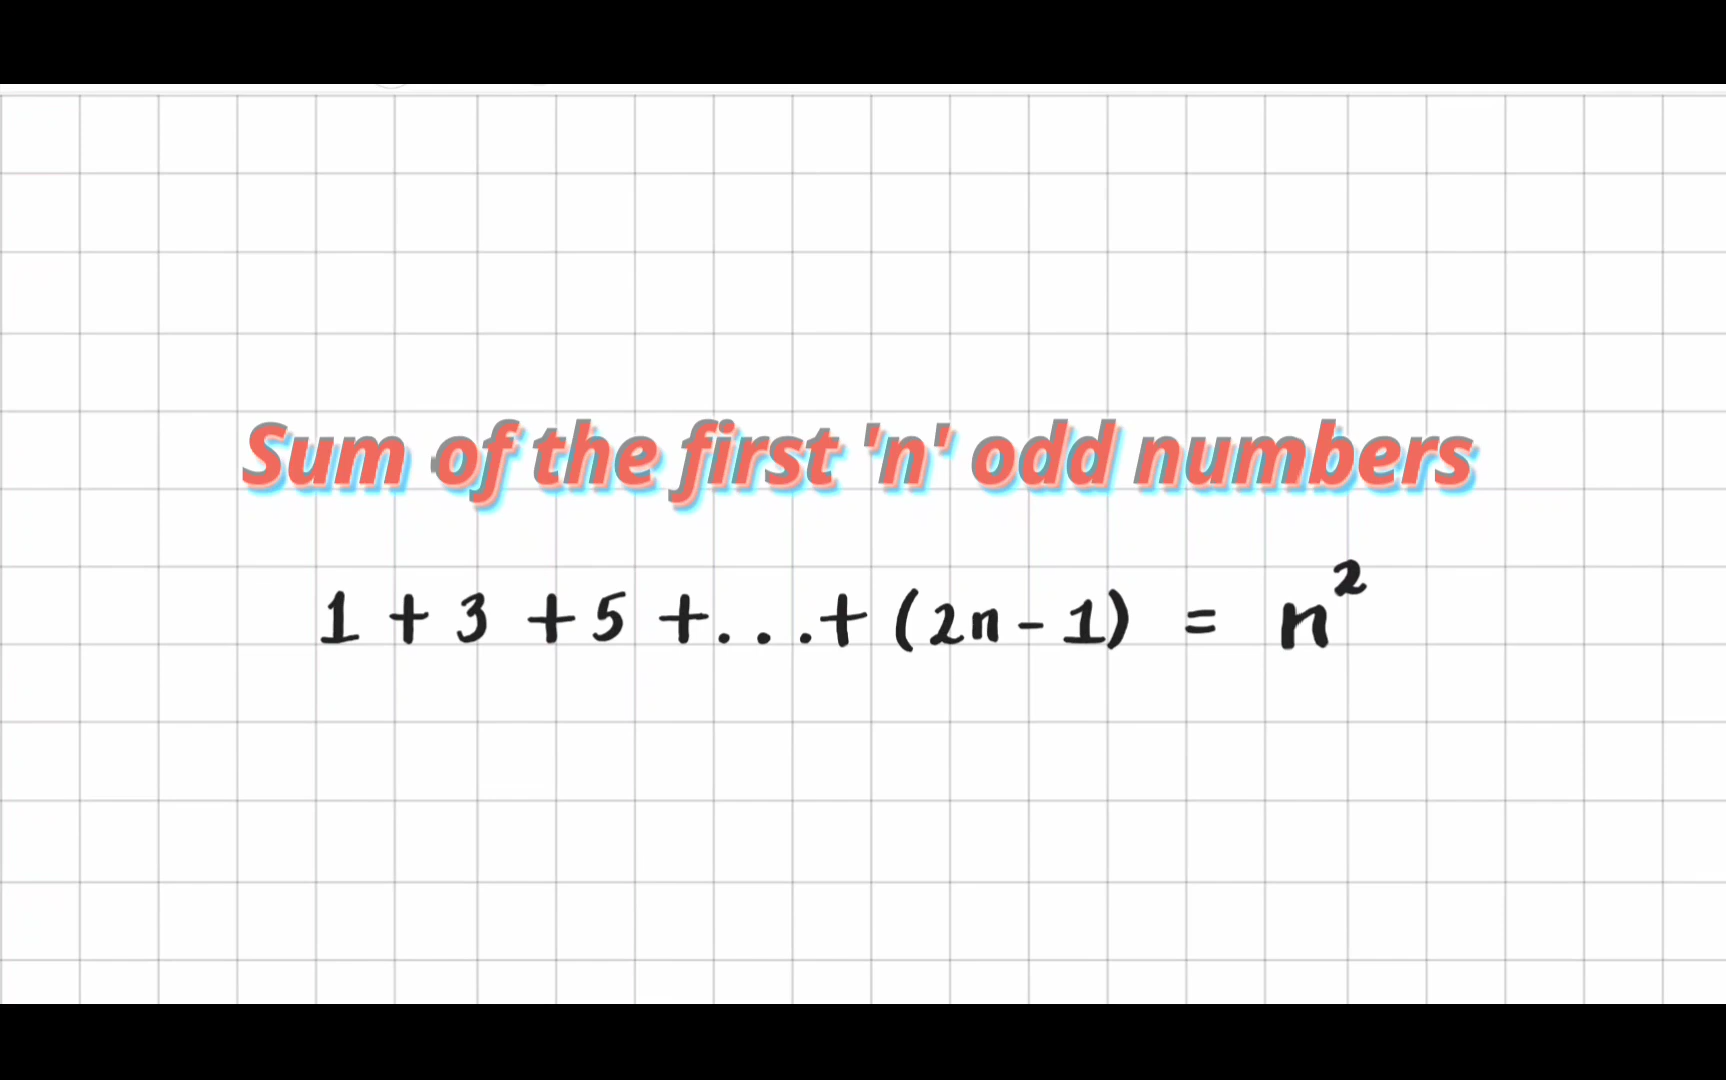 Sum of the first 'n' odd numbers
1 + 3 + 5 +...+ (2n - 1) = n²